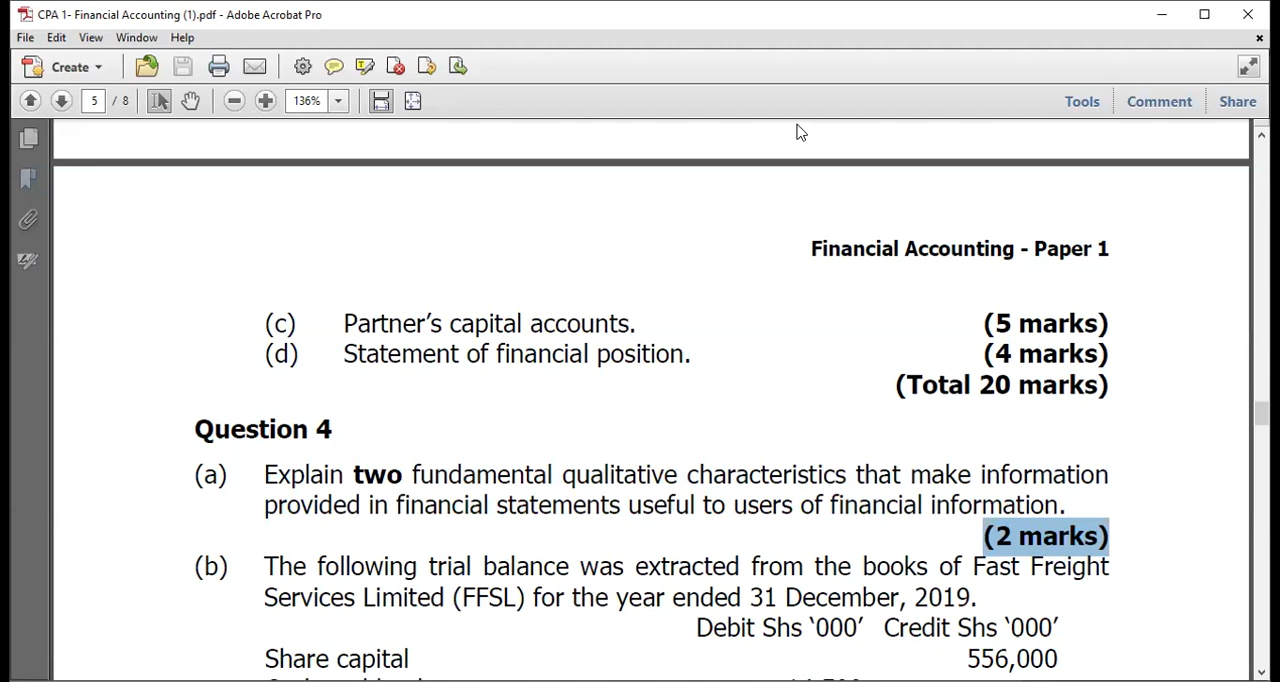 CPA 1- Financial Accounting (1).pdf - Adobe Acrobat Pro
File Edit View Window Help
Create
5 / 8 136% Tools Comment Share
Financial Accounting - Paper 1
(c) Partner's capital accounts. (5 marks)
(d) Statement of financial position. (4 marks)
(Total 20 marks)
Question 4
(a) Explain two fundamental qualitative characteristics that make information
provided in financial statements useful to users of financial information.
(2 marks)
(b) The following trial balance was extracted from the books of Fast Freight
Services Limited (FFSL) for the year ended 31 December, 2019.
Debit Shs ‘000’ Credit Shs ‘000’
Share capital 556,000